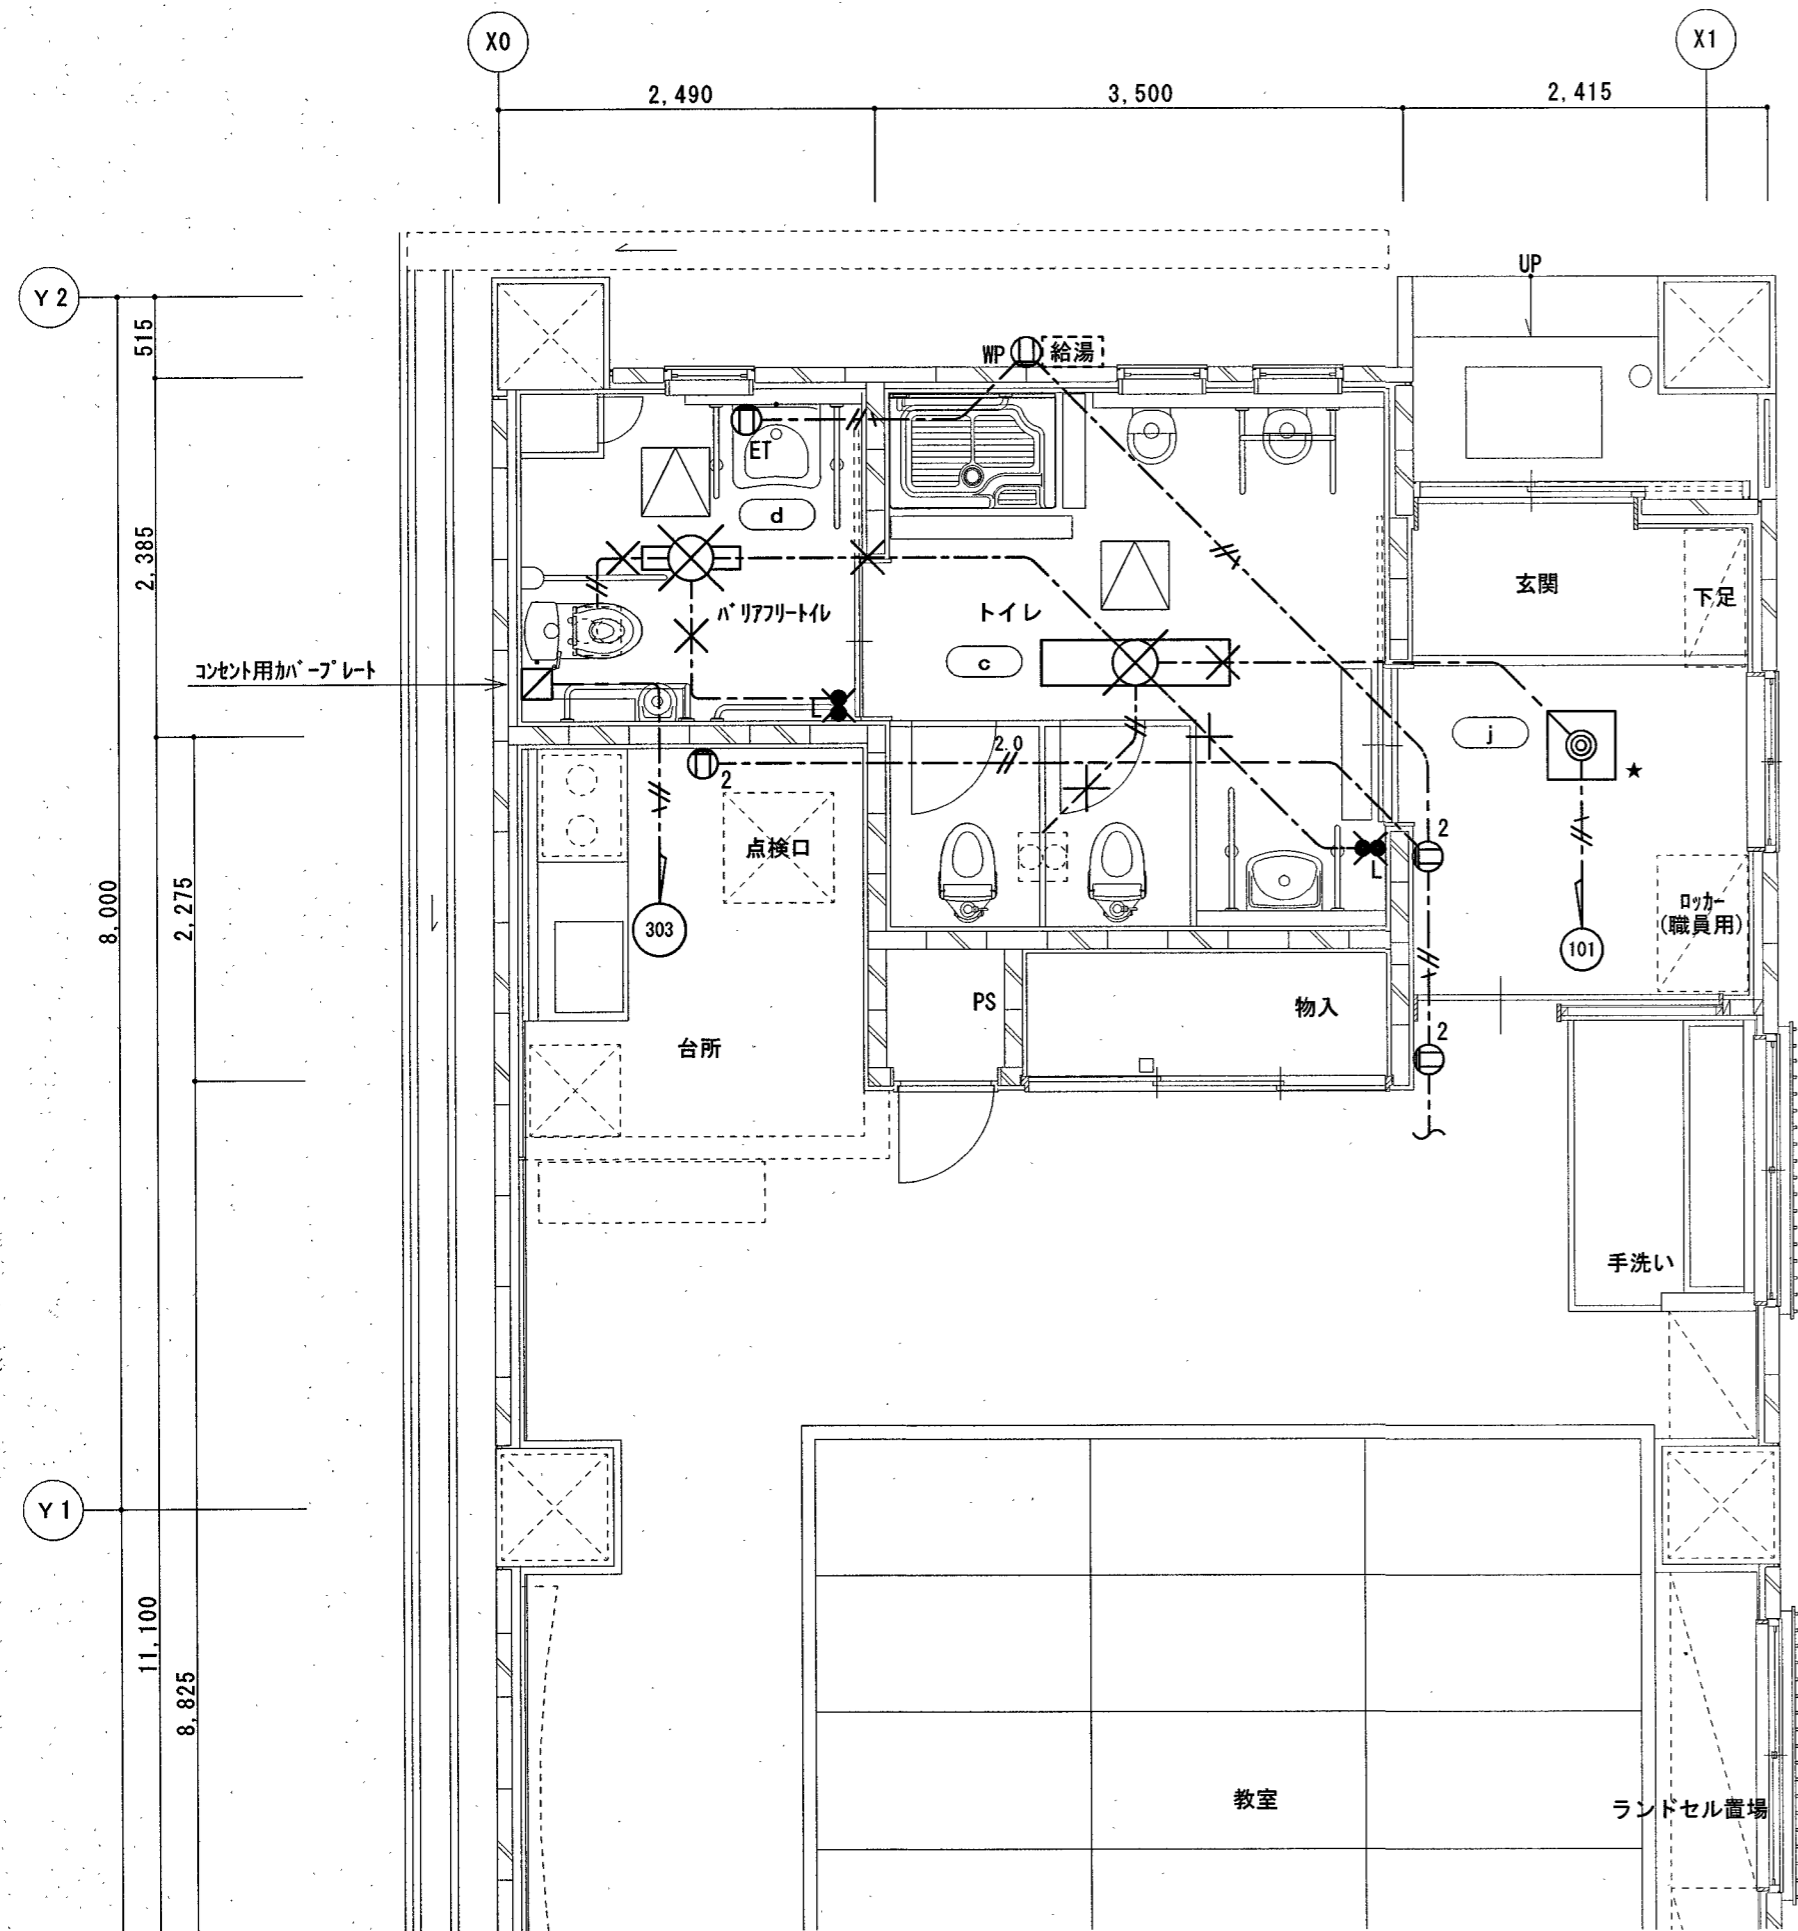 X0
X1
2,490
3,500
2,415
Y2
UP
515
WP
給湯
ET
d
2,385
バリアフリートイレ
トイレ
玄関
下足
コンセント用カバープレート
c
L
j
★
2.0
2
点検口
2
L
8,000
2,275
303
ロッカー
(職員用)
101
PS
物入
台所
2
手洗い
Y1
11,100
8,825
教室
ランドセル置場